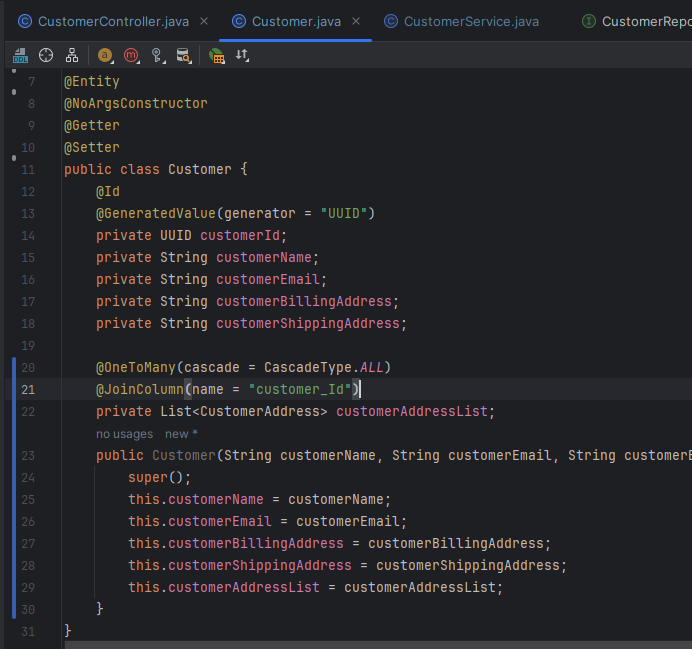 CustomerController.java
Customer.java
CustomerService.java
CustomerRepo
DDL
7 @Entity
8 @NoArgsConstructor
9 @Getter
10 @Setter
11 public class Customer {
12 @Id
13 @GeneratedValue(generator = "UUID")
14 private UUID customerId;
15 private String customerName;
16 private String customerEmail;
17 private String customerBillingAddress;
18 private String customerShippingAddress;
19
20 @OneToMany(cascade = CascadeType.ALL)
21 @JoinColumn(name = "customer_Id")
22 private List<CustomerAddress> customerAddressList;
no usages new *
23 public Customer(String customerName, String customerEmail, String customerB
24 super();
25 this.customerName = customerName;
26 this.customerEmail = customerEmail;
27 this.customerBillingAddress = customerBillingAddress;
28 this.customerShippingAddress = customerShippingAddress;
29 this.customerAddressList = customerAddressList;
30 }
31 }